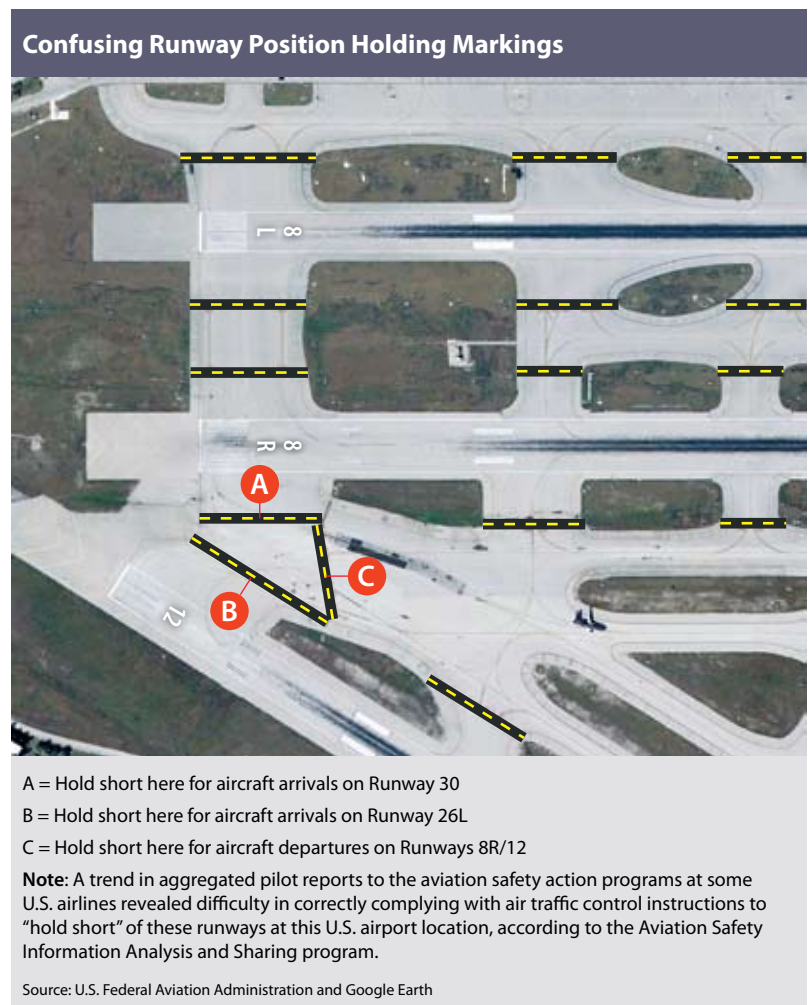 Confusing Runway Position Holding Markings
8
L
8
R
A
C
B
12
A = Hold short here for aircraft arrivals on Runway 30
B = Hold short here for aircraft arrivals on Runway 26L
C = Hold short here for aircraft departures on Runways 8R/12
Note: A trend in aggregated pilot reports to the aviation safety action programs at some
U.S. airlines revealed difficulty in correctly complying with air traffic control instructions to
“hold short” of these runways at this U.S. airport location, according to the Aviation Safety
Information Analysis and Sharing program.
Source: U.S. Federal Aviation Administration and Google Earth